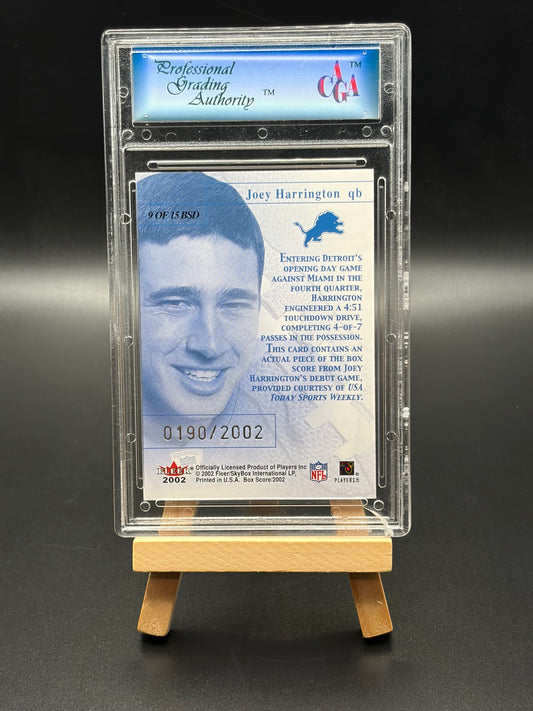 Professional
Grading
Authority ™
CAGA ™
Joey Harrington qb
9 OF 15 BSD
ENTERING DETROIT'S
OPENING DAY GAME
AGAINST MIAMI IN THE
FOURTH QUARTER,
HARRINGTON
ENGINEERED A 4:51
TOUCHDOWN DRIVE,
COMPLETING 4-OF-7
PASSES IN THE POSSESSION.
THIS CARD CONTAINS AN
ACTUAL PIECE OF THE BOX
SCORE FROM JOEY
HARRINGTON'S DEBUT GAME,
PROVIDED COURTESY OF USA
TODAY SPORTS WEEKLY.
0190/2002
FLEER
2002
Officially Licensed Product of Players Inc
© 2002 Fleer/SkyBox International LP,
Printed in U.S.A. Box Score/2002
NFL
PLAYERS